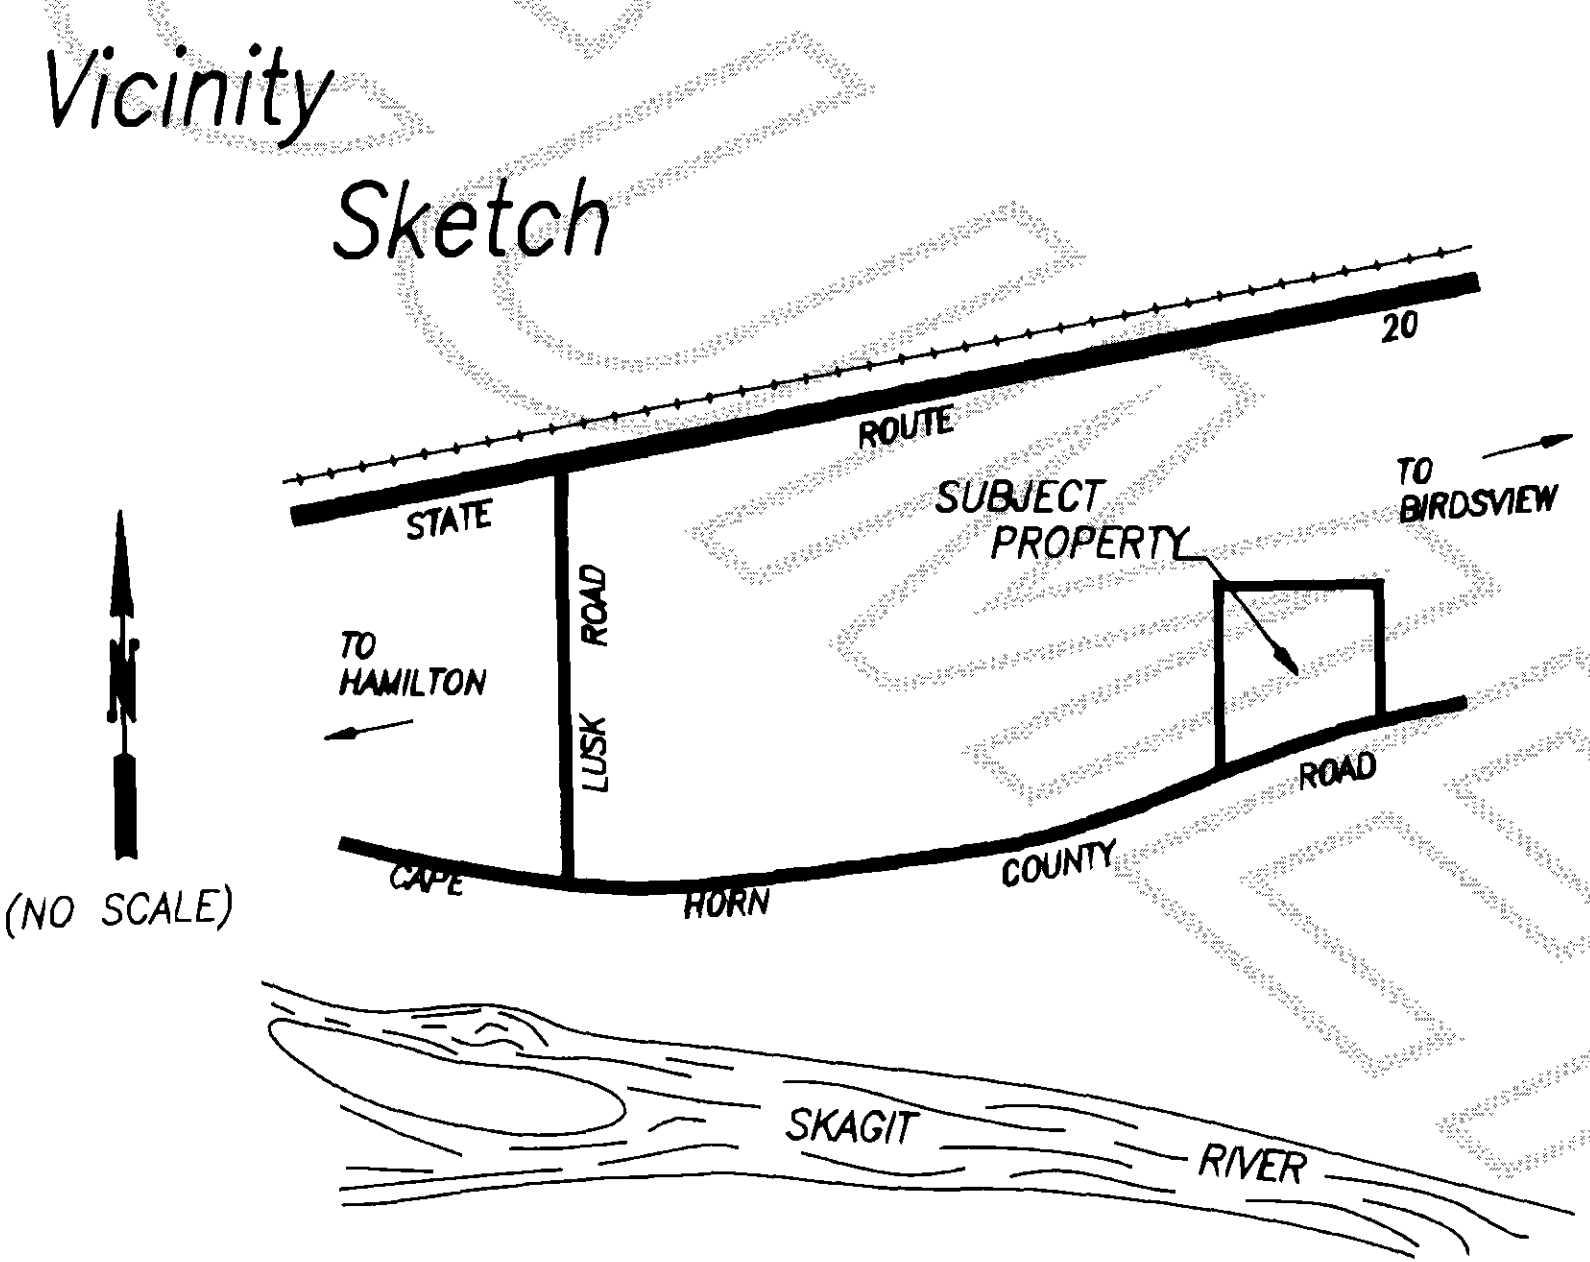 Vicinity
Sketch
20
ROUTE
STATE
TO
BIRDSVIEW
SUBJECT
PROPERTY
ROAD
LUSK
TO
HAMILTON
N
(NO SCALE)
CAPE HORN COUNTY ROAD
SKAGIT RIVER